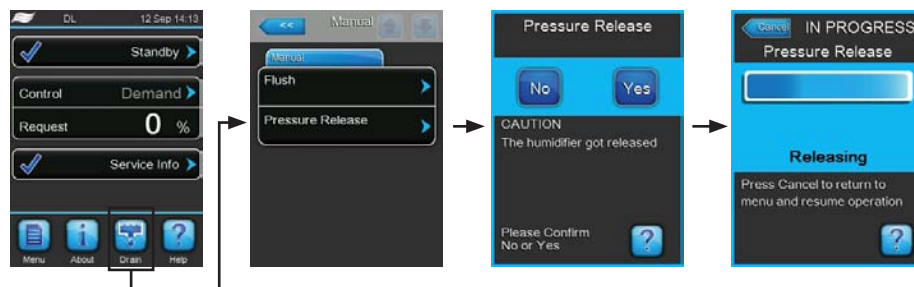 DL 12 Sep 14:13
Standby
Control Demand
Request 0 %
Service Info
Menu About Drain Help
<< Manual
Manual
Flush
Pressure Release
Pressure Release
No Yes
CAUTION
The humidifier got released
Please Confirm
No or Yes
?
Cancel IN PROGRESS
Pressure Release
Releasing
Press Cancel to return to
menu and resume operation
?